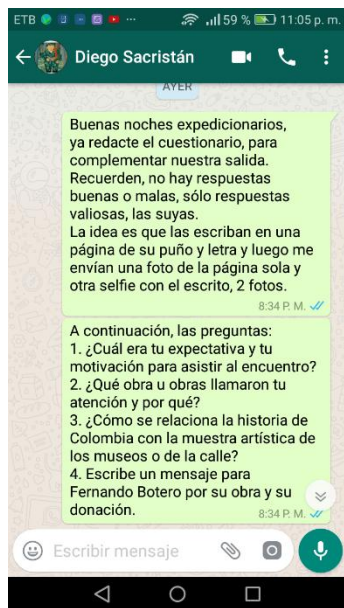 ETB ... 59 % 11:05 p. m.
Diego Sacristán
AYER
Buenas noches expedicionarios,
ya redacte el cuestionario, para
complementar nuestra salida.
Recuerden, no hay respuestas
buenas o malas, sólo respuestas
valiosas, las suyas.
La idea es que las escriban en una
página de su puño y letra y luego me
envían una foto de la página sola y
otra selfie con el escrito, 2 fotos.
8:34 P. M.
A continuación, las preguntas:
1. ¿Cuál era tu expectativa y tu
motivación para asistir al encuentro?
2. ¿Qué obra u obras llamaron tu
atención y por qué?
3. ¿Cómo se relaciona la historia de
Colombia con la muestra artística de
los museos o de la calle?
4. Escribe un mensaje para
Fernando Botero por su obra y su
donación.
8:34 P. M.
Escribir mensaje